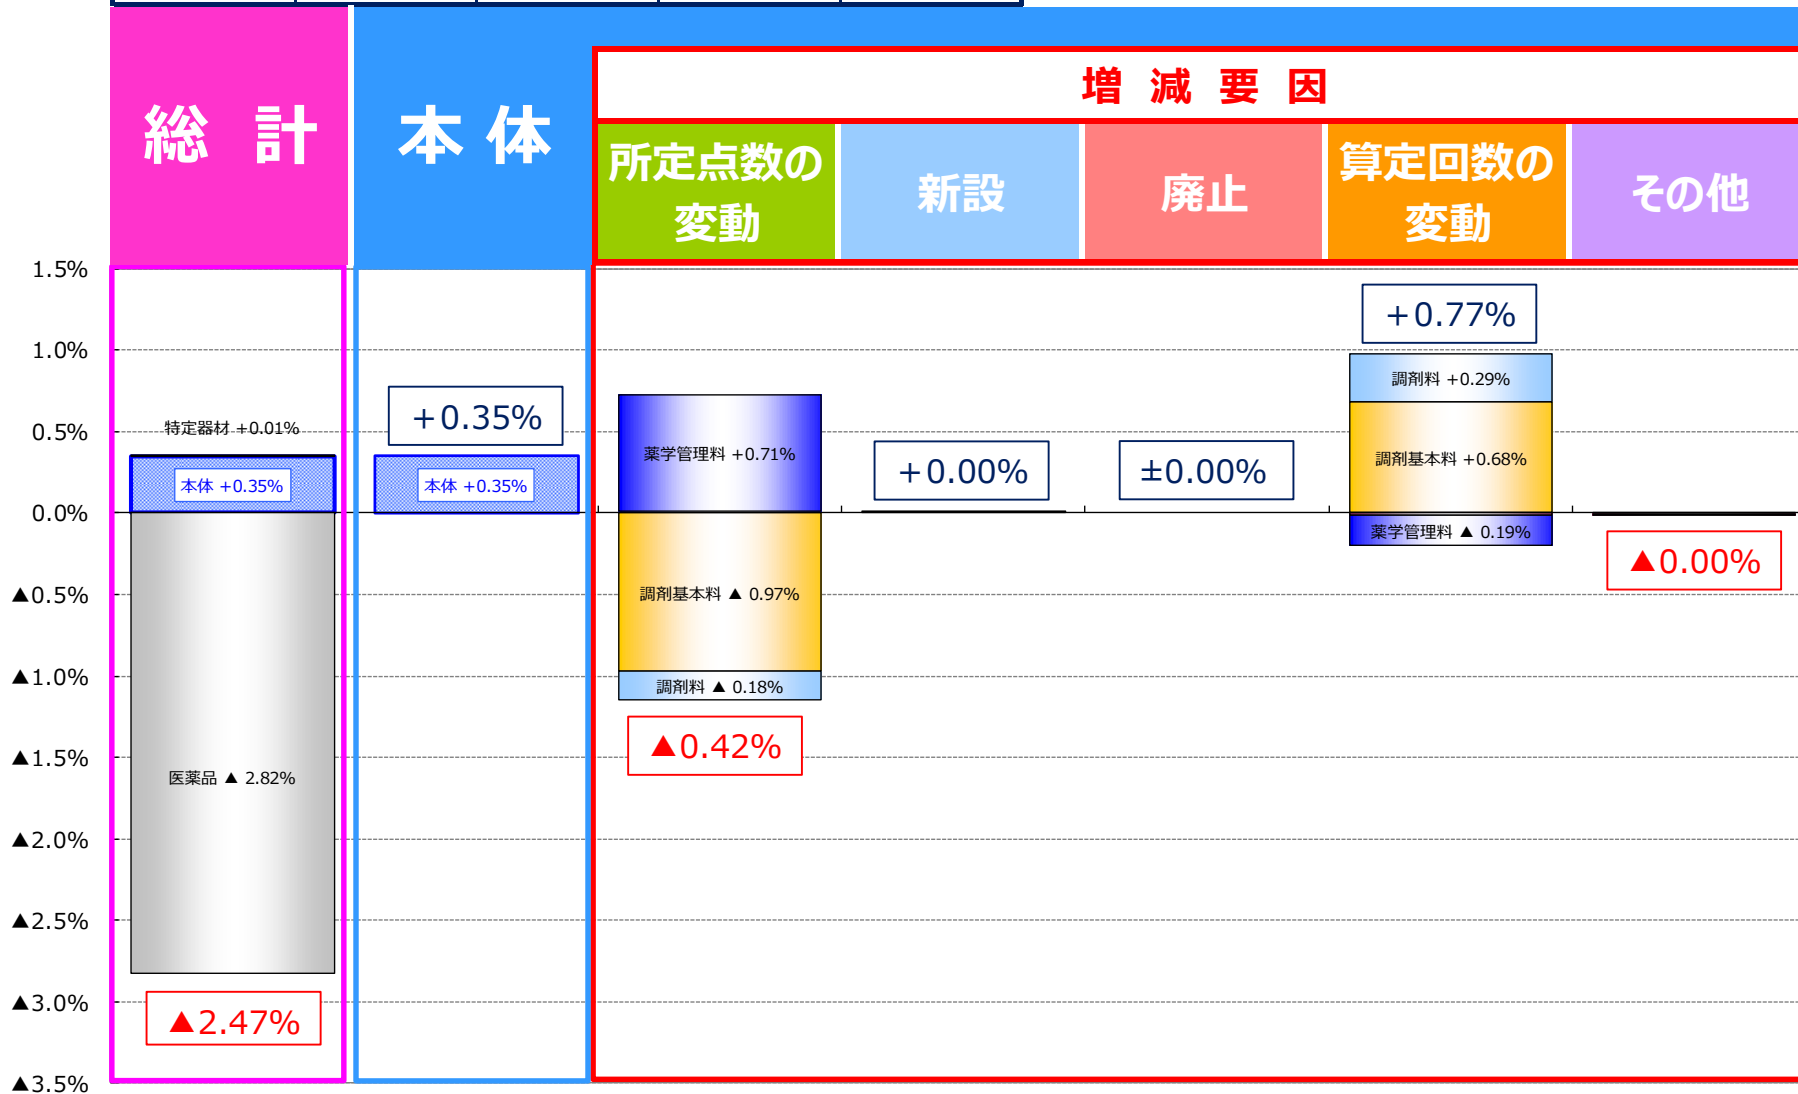 総 計
本 体
増 減 要 因
所定点数の
変動
新設
廃止
算定回数の
変動
その他
1.5%
1.0%
0.5%
0.0%
▲0.5%
▲1.0%
▲1.5%
▲2.0%
▲2.5%
▲3.0%
▲3.5%
特定器材 +0.01%
本体 +0.35%
医薬品 ▲ 2.82%
▲2.47%
+0.35%
本体 +0.35%
薬学管理料 +0.71%
調剤基本料 ▲ 0.97%
調剤料 ▲ 0.18%
▲0.42%
+0.00%
±0.00%
+0.77%
調剤料 +0.29%
調剤基本料 +0.68%
薬学管理料 ▲ 0.19%
▲0.00%